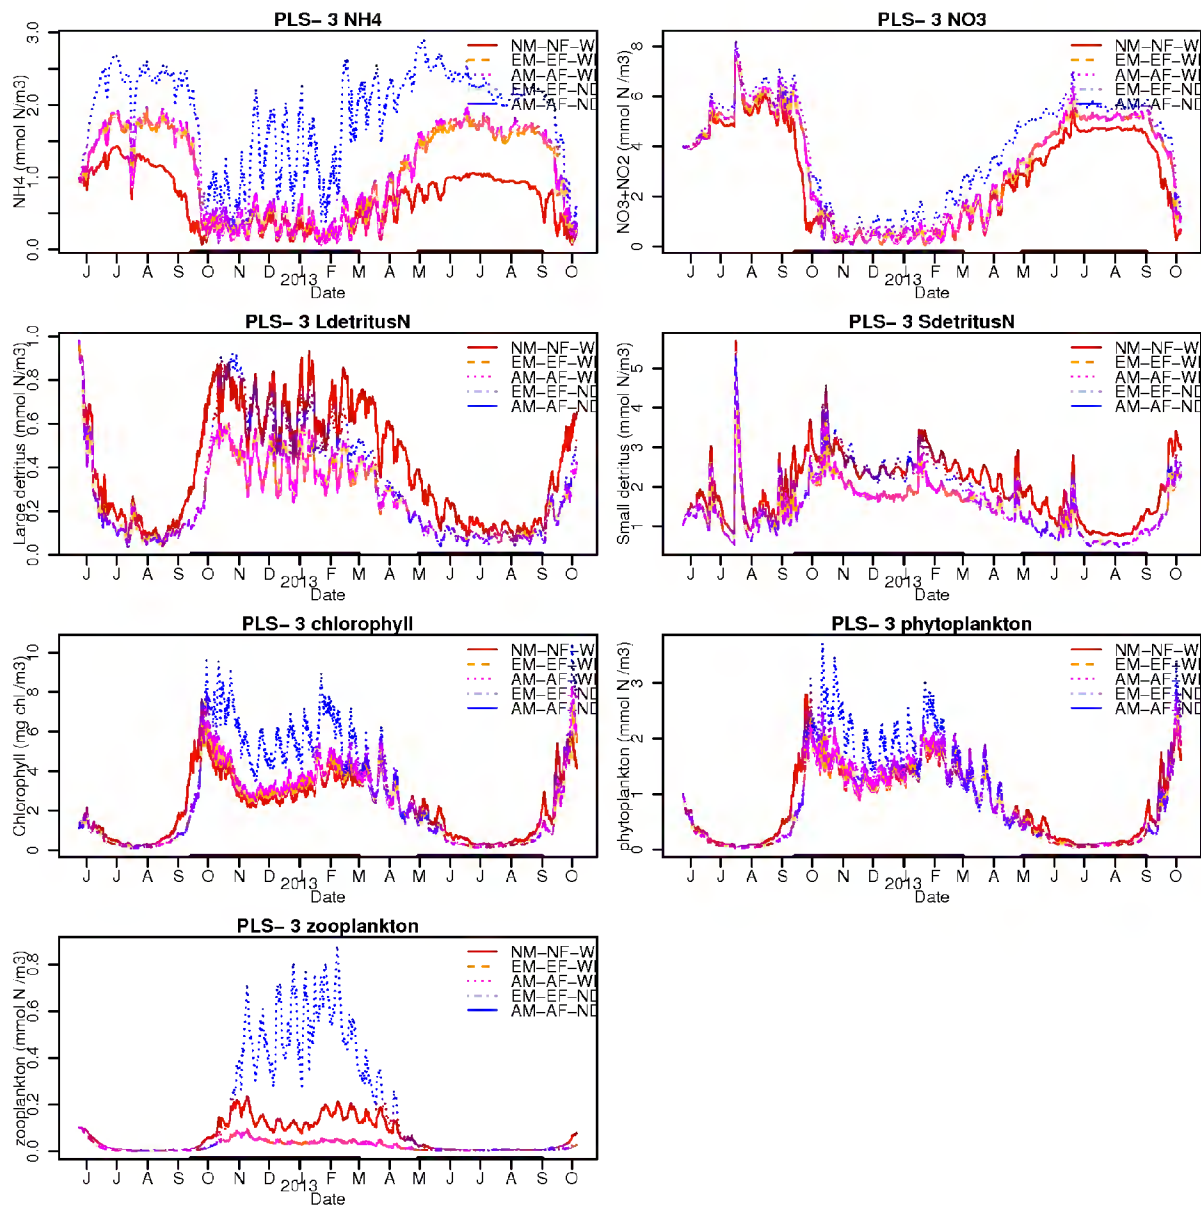 PLS- 3 NH4
NH4 (mmol N/m3)
0.0 1.0 2.0 3.0
NM-NF-WI
EM-EF-WI
AM-AF-WI
EM-EF-ND
AM-AF-ND
J J A S O N D 2013 F M A M J J A S O
Date
PLS- 3 NO3
NO3+NO2 (mmol N /m3)
0 2 4 6 8
NM-NF-WI
EM-EF-WI
AM-AF-WI
EM-EF-ND
AM-AF-ND
J J A S O N D 2013 F M A M J J A S O
Date
PLS- 3 LdetritusN
Large detritus (mmol N/m3)
0.0 0.2 0.4 0.6 0.8 1.0
NM-NF-WI
EM-EF-WI
AM-AF-WI
EM-EF-ND
AM-AF-ND
J J A S O N D 2013 F M A M J J A S O
Date
PLS- 3 SdetritusN
Small detritus (mmol N/m3)
1 2 3 4 5
NM-NF-WI
EM-EF-WI
AM-AF-WI
EM-EF-ND
AM-AF-ND
J J A S O N D 2013 F M A M J J A S O
Date
PLS- 3 chlorophyll
Chlorophyll (mg chl /m3)
0 2 4 6 8 10
NM-NF-WI
EM-EF-WI
AM-AF-WI
EM-EF-ND
AM-AF-ND
J J A S O N D 2013 F M A M J J A S O
Date
PLS- 3 phytoplankton
phytoplankton (mmol N /m3)
0 1 2 3
NM-NF-WI
EM-EF-WI
AM-AF-WI
EM-EF-ND
AM-AF-ND
J J A S O N D 2013 F M A M J J A S O
Date
PLS- 3 zooplankton
zooplankton (mmol N /m3)
0.0 0.2 0.4 0.6 0.8
NM-NF-WI
EM-EF-WI
AM-AF-WI
EM-EF-ND
AM-AF-ND
J J A S O N D 2013 F M A M J J A S O
Date